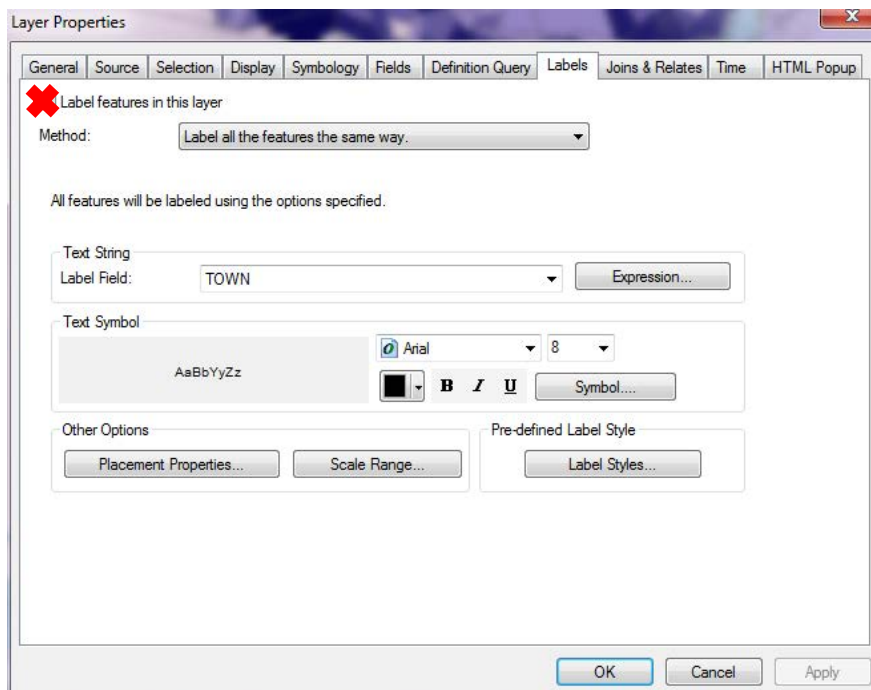 Layer Properties
X
General Source Selection Display Symbology Fields Definition Query Labels Joins & Relates Time HTML Popup
Label features in this layer
Method: Label all the features the same way.
All features will be labeled using the options specified.
Text String
Label Field: TOWN Expression...
Text Symbol
AaBbYyZz
Arial 8
B I U Symbol....
Other Options Pre-defined Label Style
Placement Properties... Scale Range... Label Styles...
OK Cancel Apply